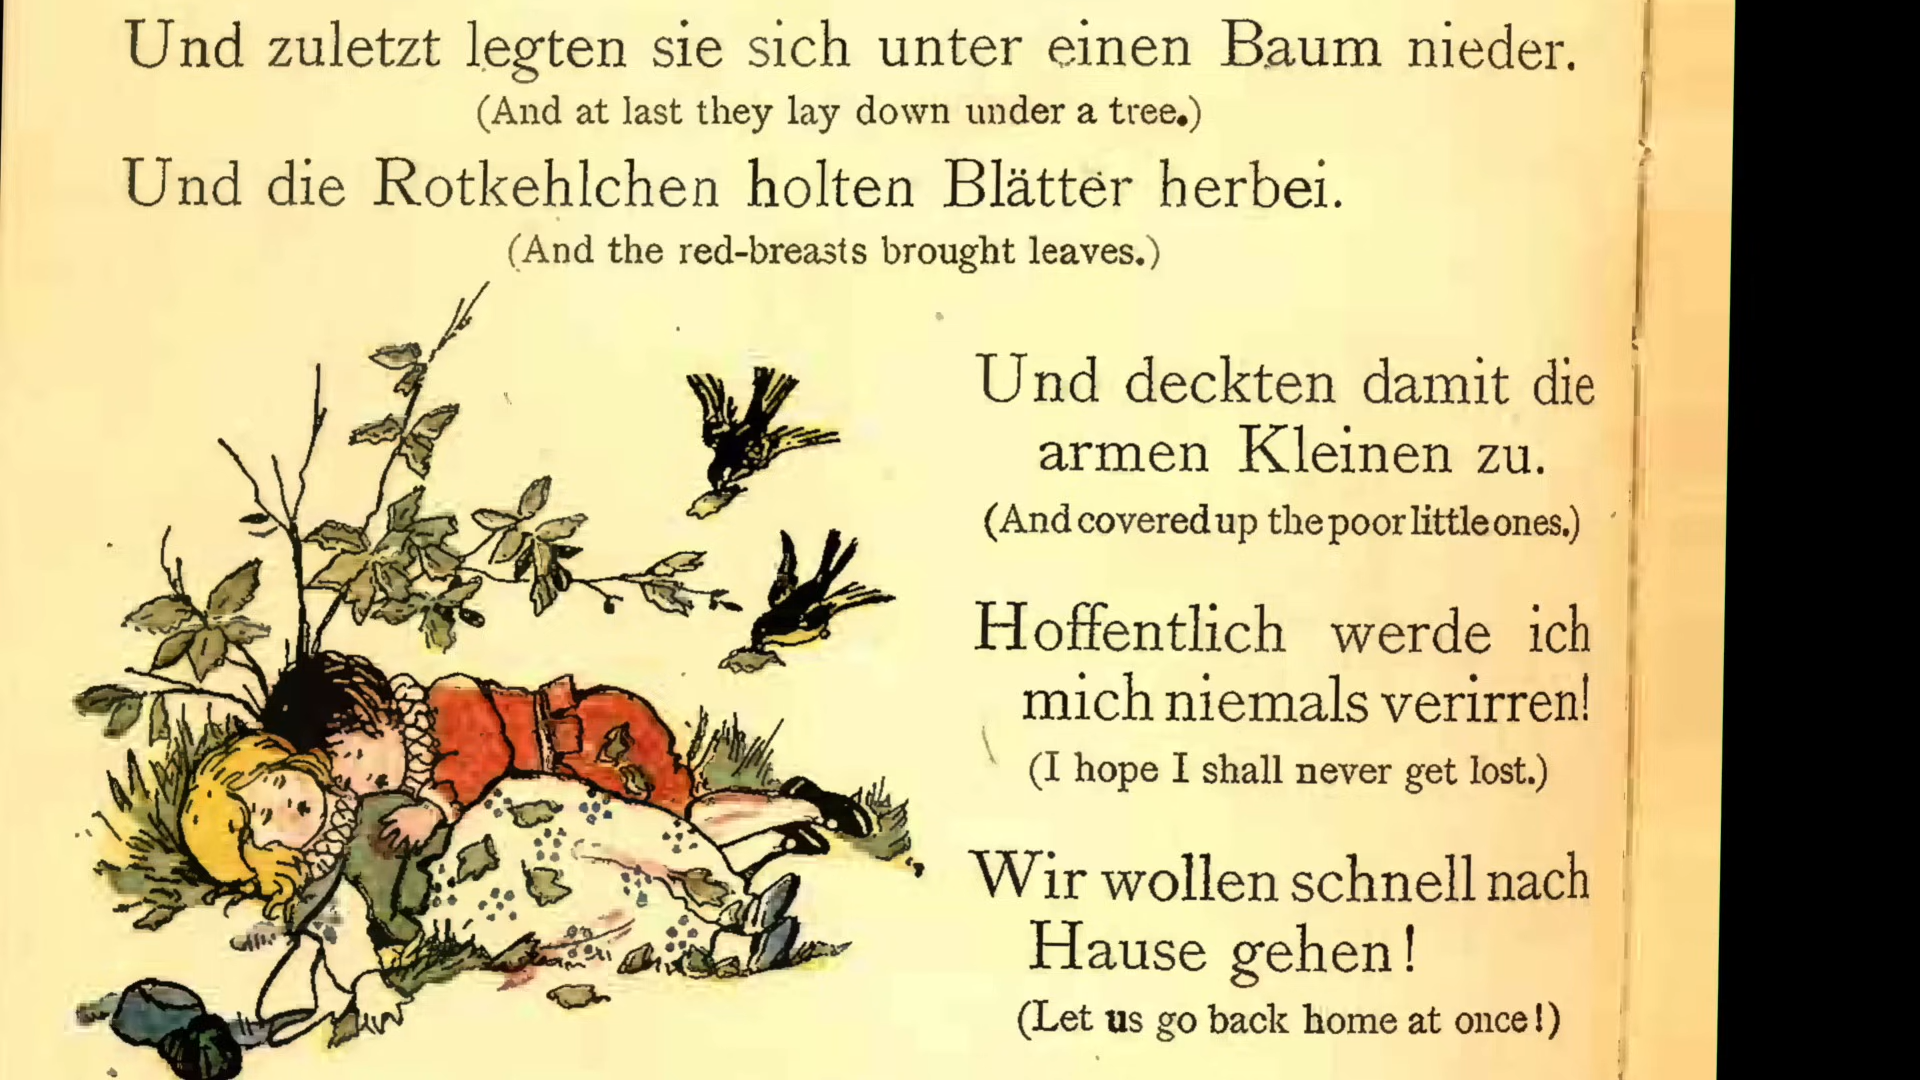 Und zuletzt legten sie sich unter einen Baum nieder.
(And at last they lay down under a tree.)
Und die Rotkehlchen holten Blätter herbei.
(And the red-breasts brought leaves.)
Und deckten damit die
armen Kleinen zu.
(And covered up the poor little ones.)
Hoffentlich werde ich
mich niemals verirren!
(I hope I shall never get lost.)
Wir wollen schnell nach
Hause gehen!
(Let us go back home at once!)